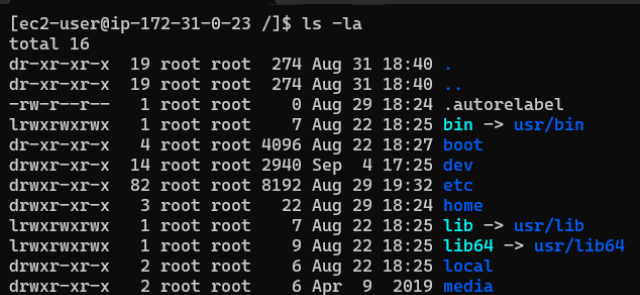 [ec2-user@ip-172-31-0-23 /]$ ls -la
total 16
dr-xr-xr-x  19 root root  274 Aug 31 18:40 .
dr-xr-xr-x  19 root root  274 Aug 31 18:40 ..
-rw-r--r--   1 root root    0 Aug 29 18:24 .autorelabel
lrwxrwxrwx   1 root root    7 Aug 22 18:25 bin -> usr/bin
dr-xr-xr-x   4 root root 4096 Aug 22 18:27 boot
drwxr-xr-x  14 root root 2940 Sep  4 17:25 dev
drwxr-xr-x  82 root root 8192 Aug 29 19:32 etc
drwxr-xr-x   3 root root   22 Aug 29 18:24 home
lrwxrwxrwx   1 root root    7 Aug 22 18:25 lib -> usr/lib
lrwxrwxrwx   1 root root    9 Aug 22 18:25 lib64 -> usr/lib64
drwxr-xr-x   2 root root    6 Aug 22 18:25 local
drwxr-xr-x   2 root root    6 Apr  9  2019 media